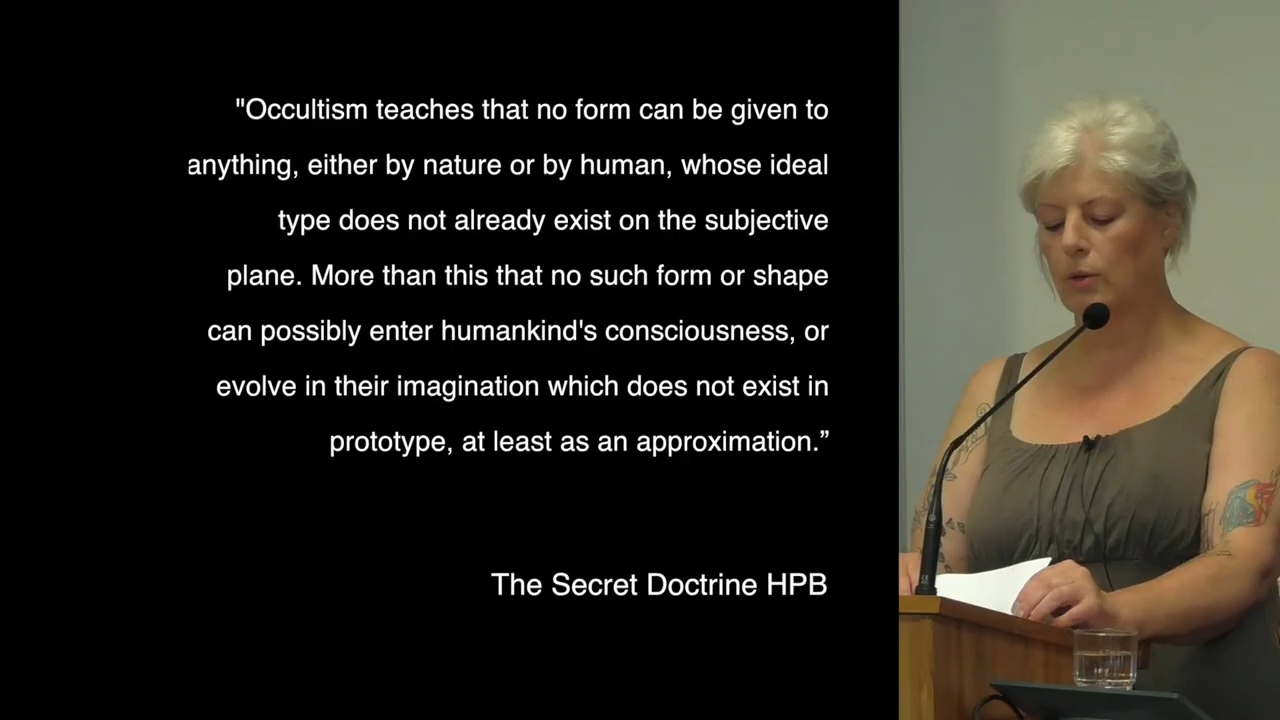 "Occultism teaches that no form can be given to
anything, either by nature or by human, whose ideal
type does not already exist on the subjective
plane. More than this that no such form or shape
can possibly enter humankind's consciousness, or
evolve in their imagination which does not exist in
prototype, at least as an approximation.”
The Secret Doctrine HPB